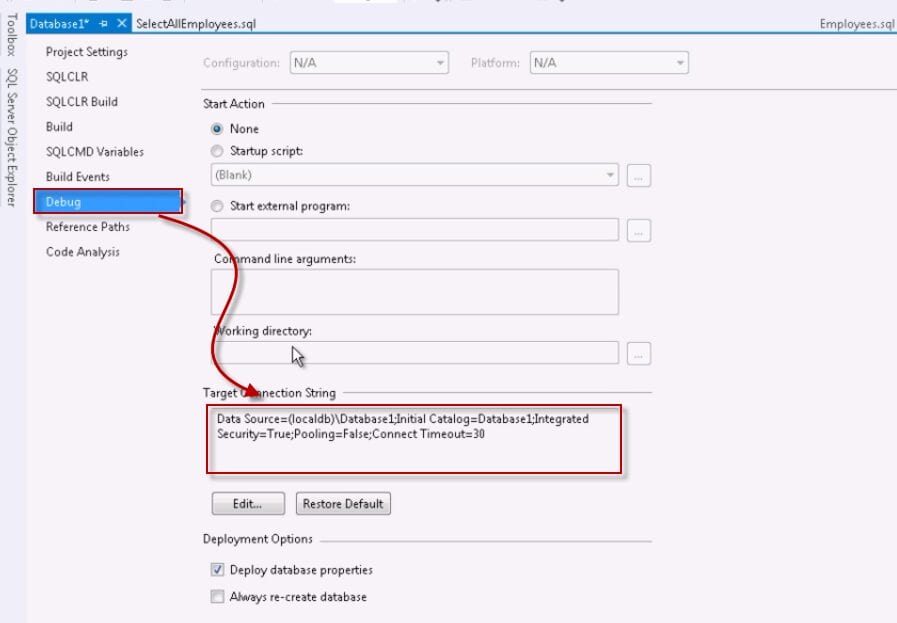 Toolbox
SQL Server Object Explorer
Database1*
SelectAllEmployees.sql
Employees.sql
Project Settings
SQLCLR
SQLCLR Build
Build
SQLCMD Variables
Build Events
Debug
Reference Paths
Code Analysis
Configuration: N/A
Platform: N/A
Start Action
None
Startup script:
(Blank)
...
Start external program:
...
Command line arguments:
Working directory:
...
Target Connection String
Data Source=(localdb)\Database1;Initial Catalog=Database1;Integrated
Security=True;Pooling=False;Connect Timeout=30
Edit...
Restore Default
Deployment Options
Deploy database properties
Always re-create database